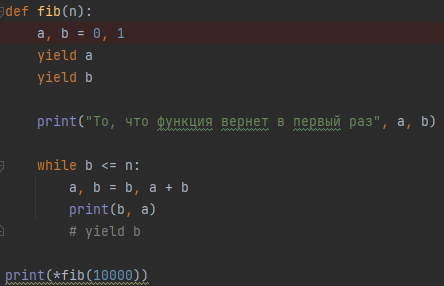 def fib(n):
    a, b = 0, 1
    yield a
    yield b
    print("То, что функция вернет в первый раз", a, b)
    while b <= n:
        a, b = b, a + b
        print(b, a)
        # yield b
print(*fib(10000))